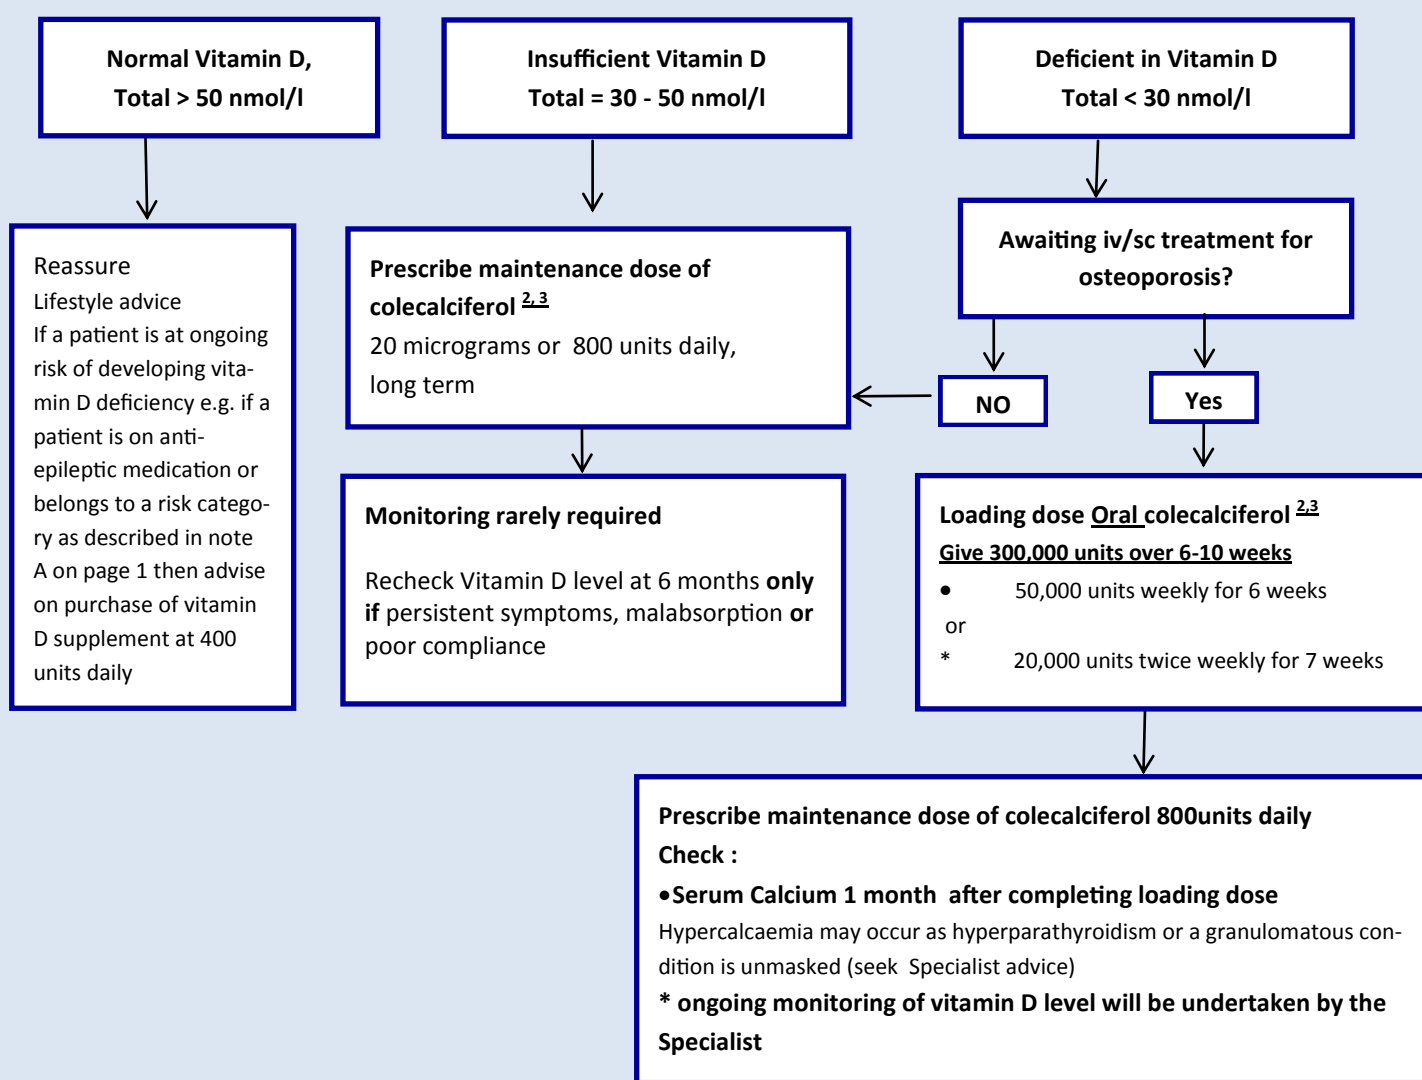 Normal Vitamin D,
Total > 50 nmol/l
Insufficient Vitamin D
Total = 30 - 50 nmol/l
Deficient in Vitamin D
Total < 30 nmol/l
Reassure
Lifestyle advice
If a patient is at ongoing
risk of developing vita-
min D deficiency e.g. if a
patient is on anti-
epileptic medication or
belongs to a risk catego-
ry as described in note
A on page 1 then advise
on purchase of vitamin
D supplement at 400
units daily
Prescribe maintenance dose of
colecalciferol 2, 3
20 micrograms or  800 units daily,
long term
Awaiting iv/sc treatment for
osteoporosis?
NO
Yes
Monitoring rarely required
Recheck Vitamin D level at 6 months only
if persistent symptoms, malabsorption or
poor compliance
Loading dose Oral colecalciferol 2,3
Give 300,000 units over 6-10 weeks
• 50,000 units weekly for 6 weeks
or
* 20,000 units twice weekly for 7 weeks
Prescribe maintenance dose of colecalciferol 800units daily
Check :
•Serum Calcium 1 month  after completing loading dose
Hypercalcaemia may occur as hyperparathyroidism or a granulomatous con-
dition is unmasked (seek  Specialist advice)
* ongoing monitoring of vitamin D level will be undertaken by the
Specialist